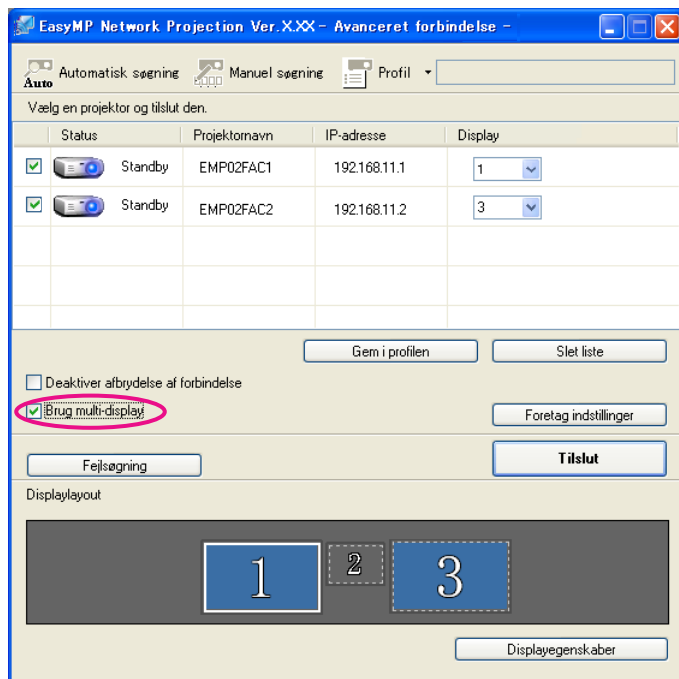 EasyMP Network Projection Ver.X.XX - Avanceret forbindelse -
Auto Automatisk søgning Manuel søgning Profil
Vælg en projektor og tilslut den.
Status Projektornavn IP-adresse Display
Standby EMP02FAC1 192.168.11.1 1
Standby EMP02FAC2 192.168.11.2 3
Gem i profilen Slet liste
Deaktiver afbrydelse af forbindelse
Brug multi-display Foretag indstillinger
Fejlsøgning Tilslut
Displaylayout
1 2 3
Displayegenskaber